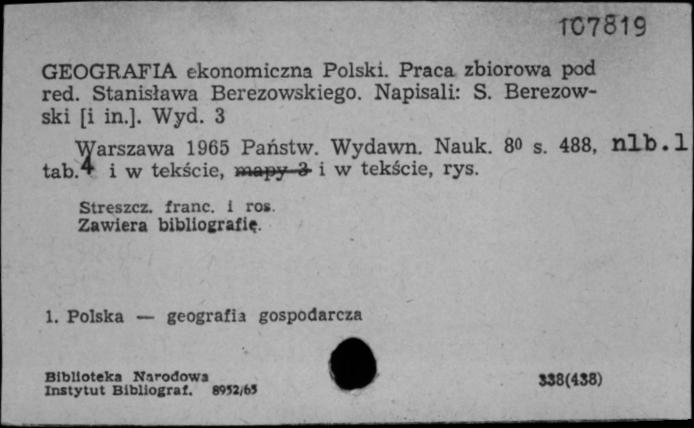 107819
GEOGRAFIA ekonomiczna Polski. Praca zbiorowa pod
red. Stanisława Berezowskiego. Napisali: S. Berezow-
ski [i in.]. Wyd. 3
Warszawa 1965 Państw. Wydawn. Nauk. 8⁰ s. 488, nlb.1
tab.4 i w tekście, mapy 3 i w tekście, rys.
Streszcz. franc. i ros.
Zawiera bibliografię.
1. Polska — geografia gospodarcza
Biblioteka Narodowa
Instytut Bibliograf. 8952/65
338(438)